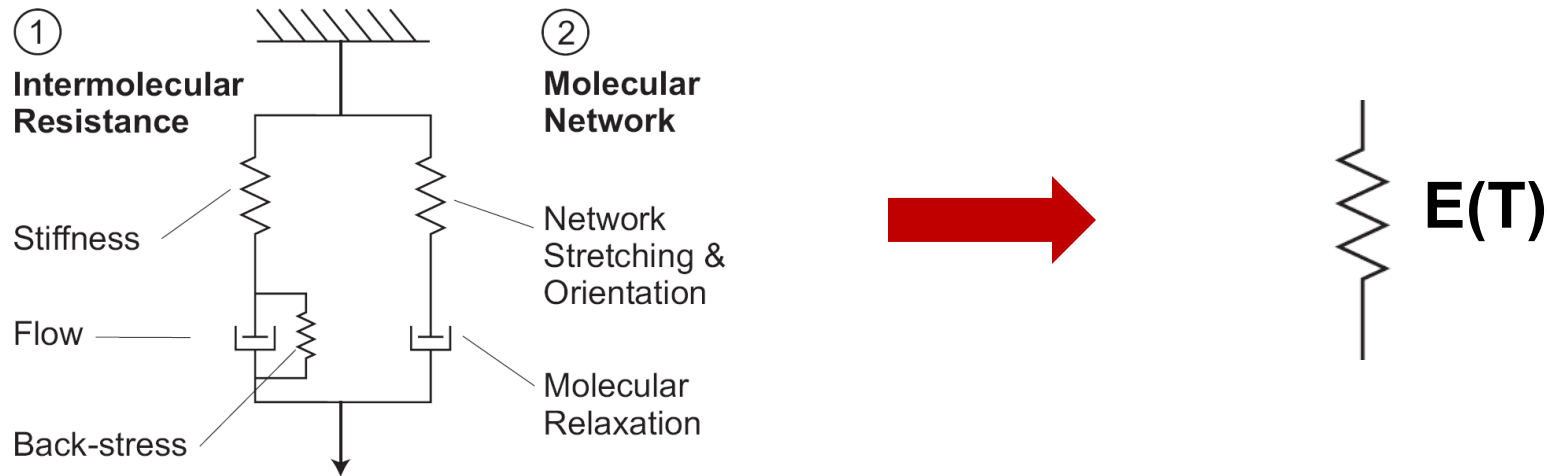 1
Intermolecular
Resistance
Stiffness
Flow
Back-stress
2
Molecular
Network
Network
Stretching &
Orientation
Molecular
Relaxation
E(T)